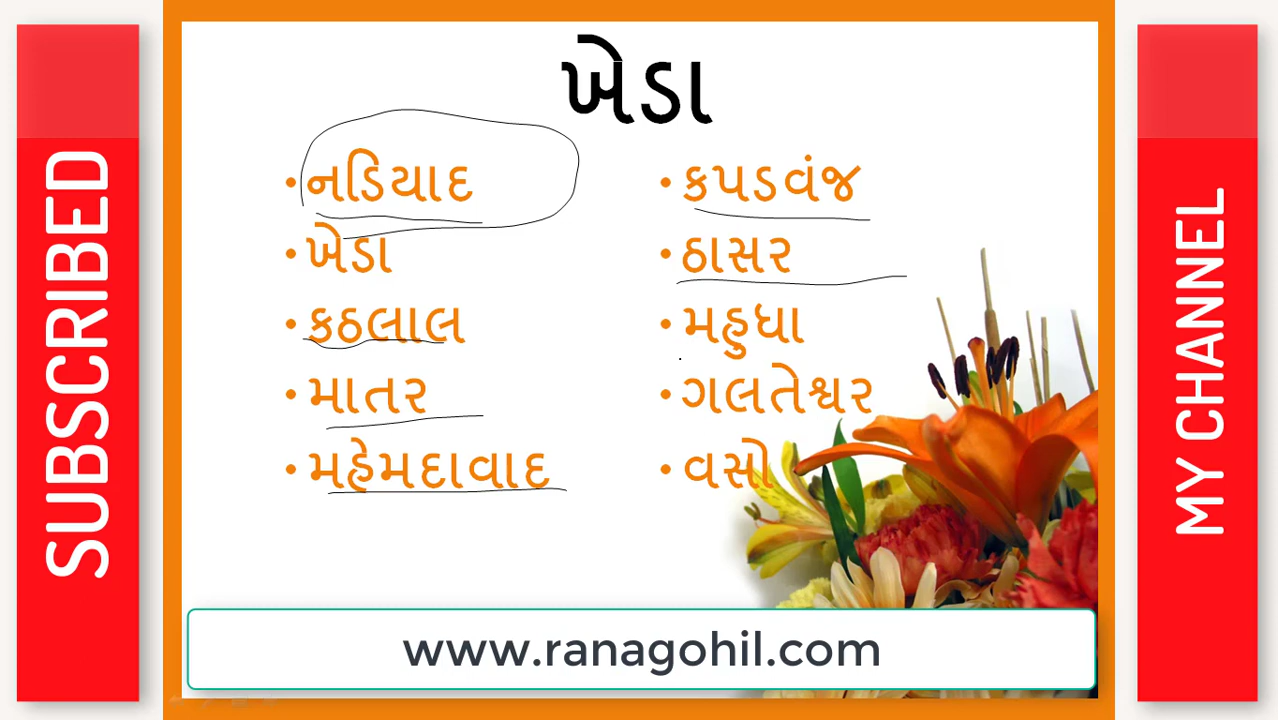 SUBSCRIBED
ખેડા
• નડિયાદ
• ખેડા
• કઠલાલ
• માતર
• મહેમદાવાદ
• કપડવંજ
• ઠાસર
• મહુધા
• ગલતેશ્વર
• વસો
www.ranagohil.com
MY CHANNEL